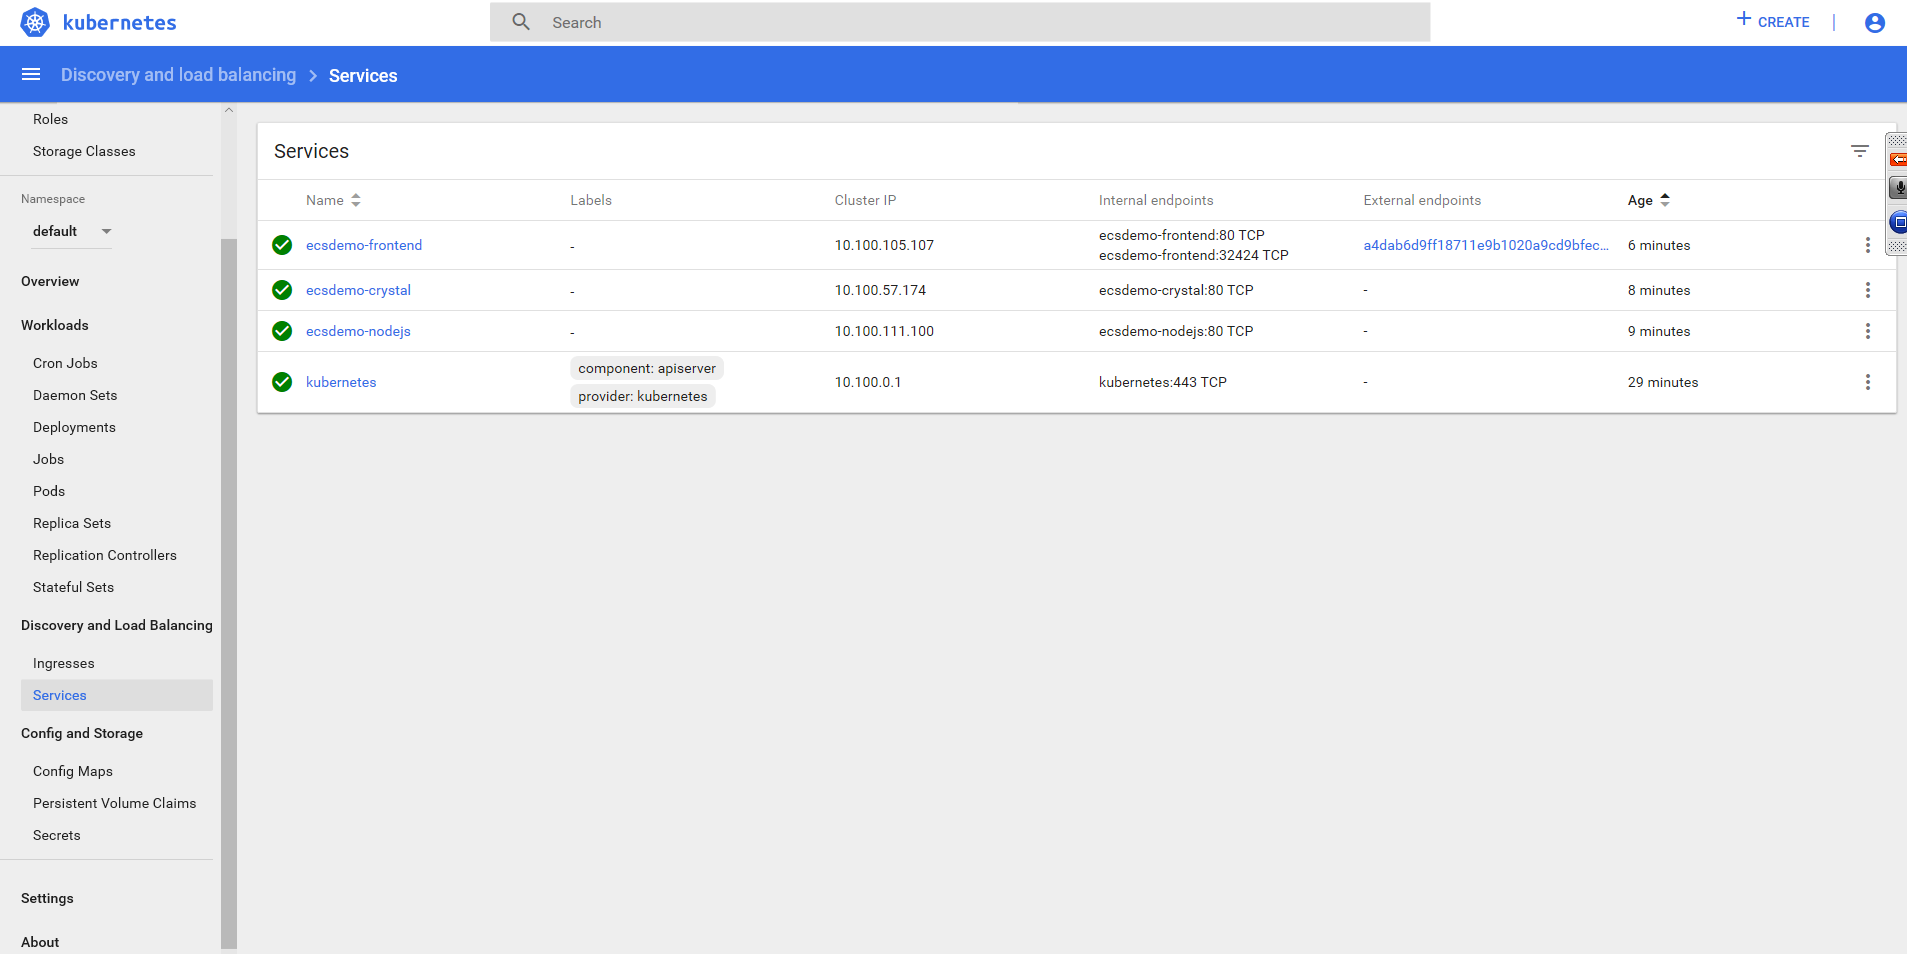 kubernetes
Search
CREATE
Discovery and load balancing > Services
Roles
Storage Classes
Namespace
default
Overview
Workloads
Cron Jobs
Daemon Sets
Deployments
Jobs
Pods
Replica Sets
Replication Controllers
Stateful Sets
Discovery and Load Balancing
Ingresses
Services
Config and Storage
Config Maps
Persistent Volume Claims
Secrets
Settings
About
Services
Name Labels Cluster IP Internal endpoints External endpoints Age
ecsdemo-frontend - 10.100.105.107 ecsdemo-frontend:80 TCP a4dab6d9ff18711e9b1020a9cd9bfec... 6 minutes
ecsdemo-frontend:32424 TCP
ecsdemo-crystal - 10.100.57.174 ecsdemo-crystal:80 TCP - 8 minutes
ecsdemo-nodejs - 10.100.111.100 ecsdemo-nodejs:80 TCP - 9 minutes
component: apiserver
kubernetes 10.100.0.1 kubernetes:443 TCP - 29 minutes
provider: kubernetes